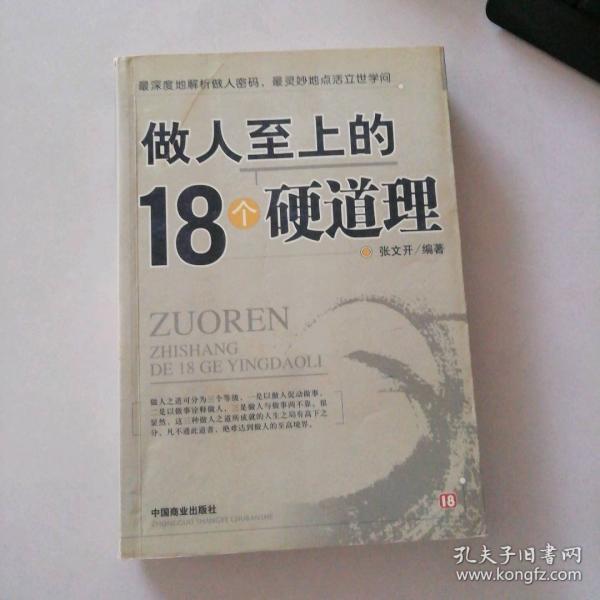 最深度地解析做人密码、最灵妙地点活立世学问
做人至上的
18个硬道理
张文开/编著
ZUOREN
ZHISHANG
DE 18 GE YINGDAOLI
做人之道可分为三个等级，一是以做人促动做事，
二是以做事诠释做人，三是做人与做事两不靠。很
显然，这三种做人之道所成就的人生之局有高下之
分。凡不通此道者，绝难达到做人的至高境界。
中国商业出版社
ZHONGGUO SHANGYE CHUBANSHE
18
孔夫子旧书网
www.kongfz.com